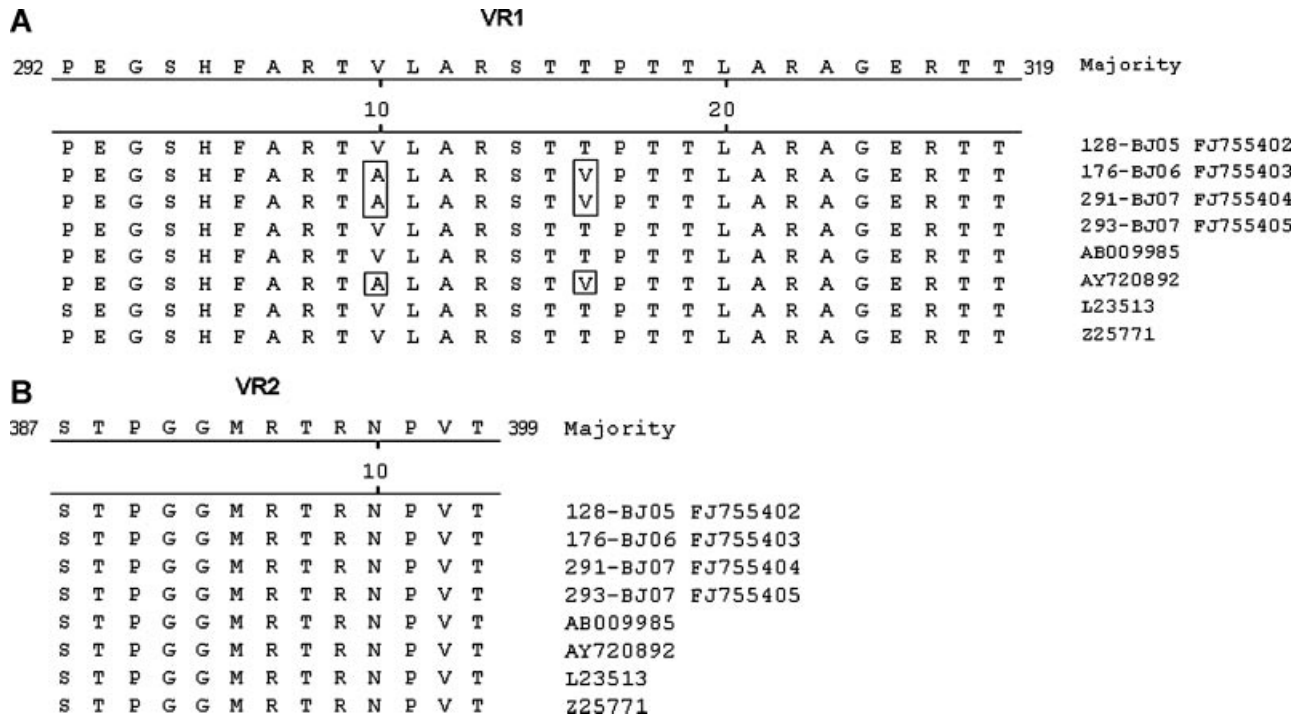 A VR1
292 P E G S H F A R T V L A R S T T P T T L A R A G E R T T 319 Majority
10 20
P E G S H F A R T V L A R S T T P T T L A R A G E R T T 128-BJ05 FJ755402
P E G S H F A R T A L A R S T V P T T L A R A G E R T T 176-BJ06 FJ755403
P E G S H F A R T A L A R S T V P T T L A R A G E R T T 291-BJ07 FJ755404
P E G S H F A R T V L A R S T T P T T L A R A G E R T T 293-BJ07 FJ755405
P E G S H F A R T V L A R S T T P T T L A R A G E R T T AB009985
P E G S H F A R T A L A R S T V P T T L A R A G E R T T AY720892
S E G S H F A R T V L A R S T T P T T L A R A G E R T T L23513
P E G S H F A R T V L A R S T T P T T L A R A G E R T T Z25771
B VR2
387 S T P G G M R T R N P V T 399 Majority
10
S T P G G M R T R N P V T 128-BJ05 FJ755402
S T P G G M R T R N P V T 176-BJ06 FJ755403
S T P G G M R T R N P V T 291-BJ07 FJ755404
S T P G G M R T R N P V T 293-BJ07 FJ755405
S T P G G M R T R N P V T AB009985
S T P G G M R T R N P V T AY720892
S T P G G M R T R N P V T L23513
S T P G G M R T R N P V T Z25771